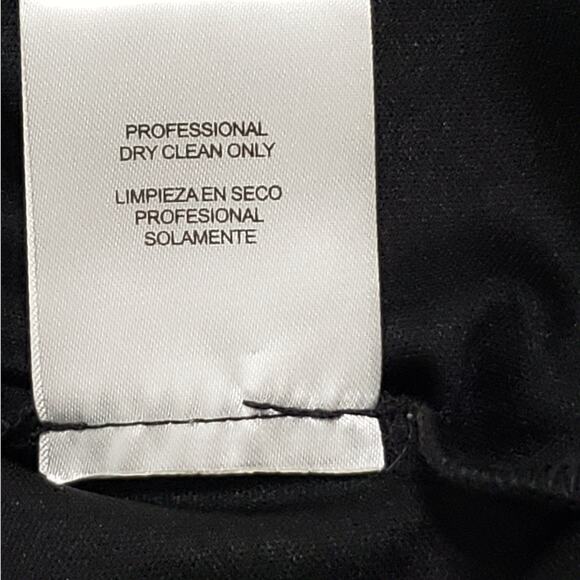 PROFESSIONAL
DRY CLEAN ONLY
LIMPIEZA EN SECO
PROFESIONAL
SOLAMENTE